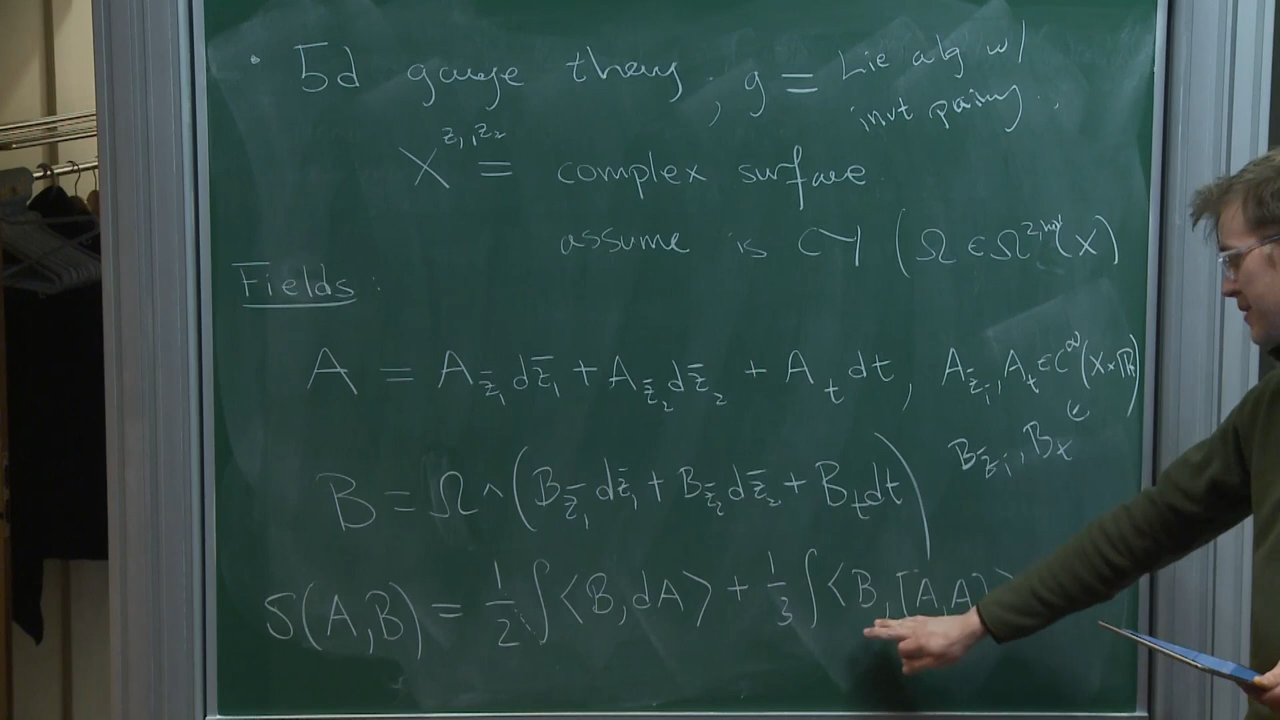 · 5d gauge theory, g = Lie alg w/
invt pairing.
X^{z₁,z₂} = complex surface
assume is CY (Ω ∈ Ω^{2,hol}(X)
Fields:
A = A_{z̄₁} dz̄₁ + A_{z̄₂} dz̄₂ + A_t dt, A_{z̄ᵢ}, A_t ∈ C^∞(X×ℝ)
B = Ω ∧ (B_{z̄₁} dz̄₁ + B_{z̄₂} dz̄₂ + B_t dt) B_{z̄ᵢ}, B_t ∈
S(A,B) = 1/2 ∫⟨B, dA⟩ + 1/3 ∫⟨B, [A,A]⟩